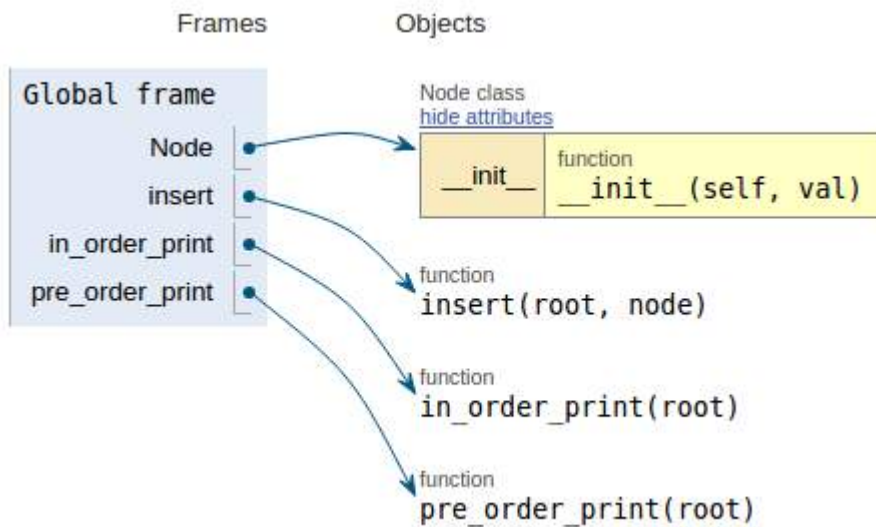 Frames Objects
Global frame
Node
insert
in_order_print
pre_order_print
Node class
hide attributes
__init__
function
__init__(self, val)
function
insert(root, node)
function
in_order_print(root)
function
pre_order_print(root)